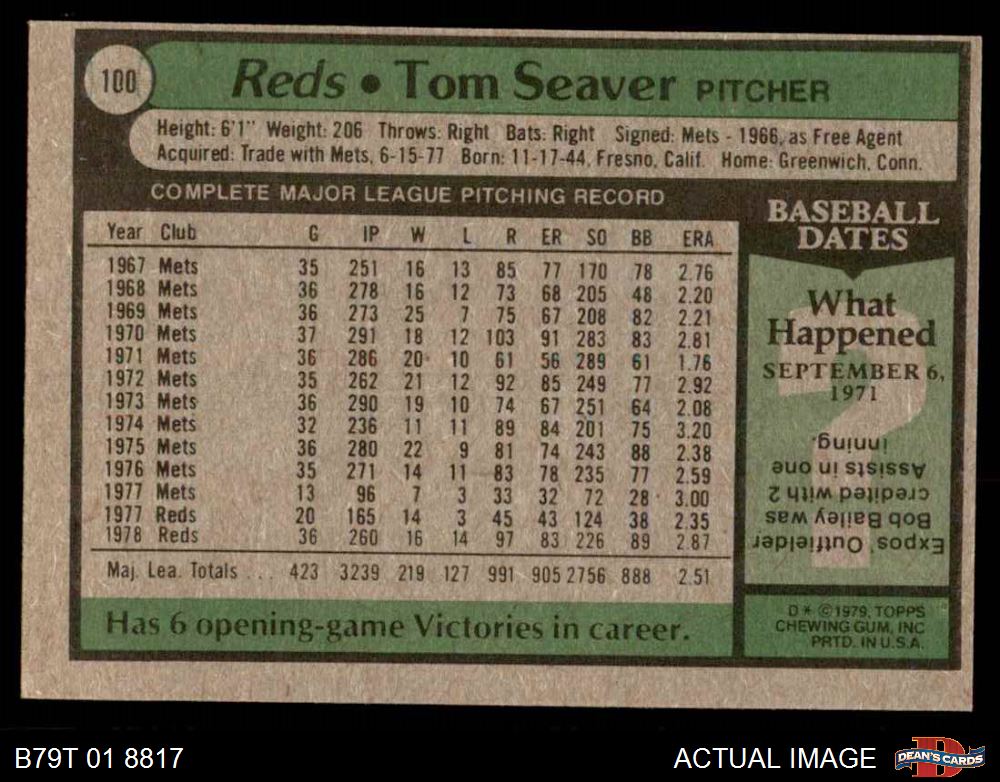 100
Reds • Tom Seaver PITCHER
Height: 6'1" Weight: 206 Throws: Right Bats: Right Signed: Mets - 1966, as Free Agent
Acquired: Trade with Mets, 6-15-77 Born: 11-17-44, Fresno, Calif. Home: Greenwich, Conn.
COMPLETE MAJOR LEAGUE PITCHING RECORD
Year Club G IP W L R ER SO BB ERA
1967 Mets 35 251 16 13 85 77 170 78 2.76
1968 Mets 36 278 16 12 73 68 205 48 2.20
1969 Mets 36 273 25 7 75 67 208 82 2.21
1970 Mets 37 291 18 12 103 91 283 83 2.81
1971 Mets 36 286 20 10 61 56 289 61 1.76
1972 Mets 35 262 21 12 92 85 249 77 2.92
1973 Mets 36 290 19 10 74 67 251 64 2.08
1974 Mets 32 236 11 11 89 84 201 75 3.20
1975 Mets 36 280 22 9 81 74 243 88 2.38
1976 Mets 35 271 14 11 83 78 235 77 2.59
1977 Mets 13 96 7 3 33 32 72 28 3.00
1977 Reds 20 165 14 3 45 43 124 38 2.35
1978 Reds 36 260 16 14 97 83 226 89 2.87
Maj. Lea. Totals ... 423 3239 219 127 991 905 2756 888 2.51
Has 6 opening-game Victories in career.
BASEBALL
DATES
What
Happened
SEPTEMBER 6,
1971
?
Expos' Outfielder
Bob Bailey was
credited with 2
Assists in one
inning.
D* © 1979, TOPPS
CHEWING GUM, INC
PRTD. IN U.S.A.
B79T 01 8817
ACTUAL IMAGE
D
DEAN'S CARDS